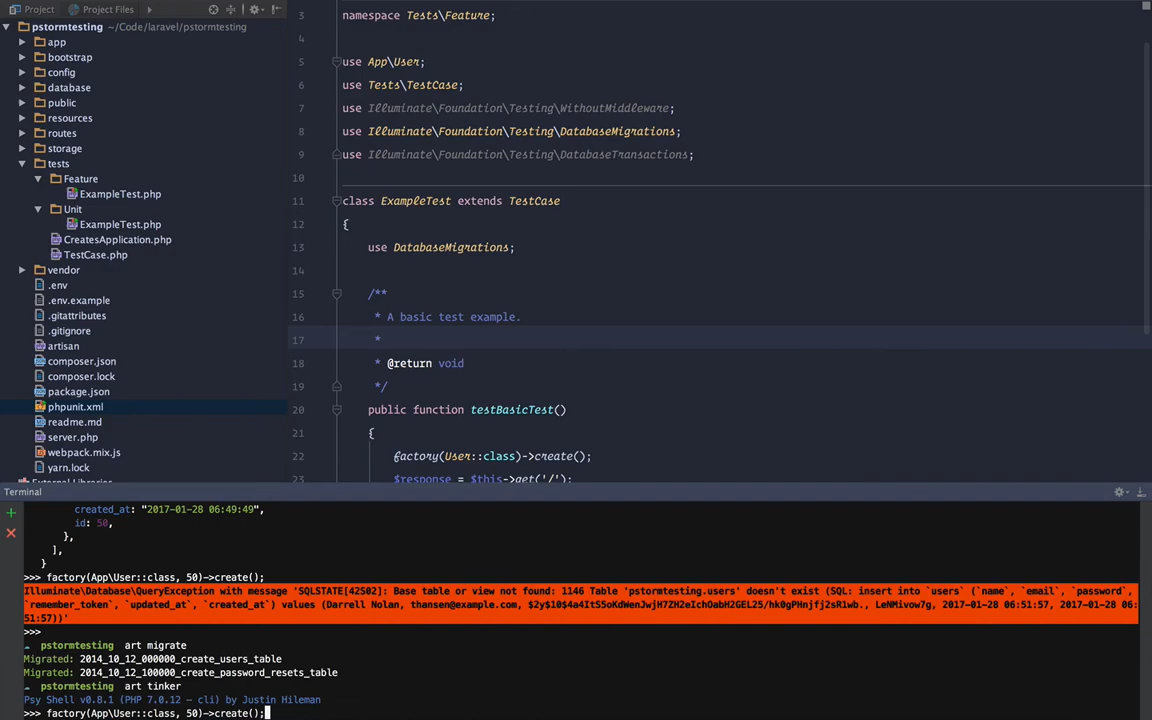 Project Project Files
pstormtesting ~/Code/laravel/pstormtesting
app
bootstrap
config
database
public
resources
routes
storage
tests
Feature
ExampleTest.php
Unit
ExampleTest.php
CreatesApplication.php
TestCase.php
vendor
.env
.env.example
.gitattributes
.gitignore
artisan
composer.json
composer.lock
package.json
phpunit.xml
readme.md
server.php
webpack.mix.js
yarn.lock
External Libraries
3 namespace Tests\Feature;
4
5 use App\User;
6 use Tests\TestCase;
7 use Illuminate\Foundation\Testing\WithoutMiddleware;
8 use Illuminate\Foundation\Testing\DatabaseMigrations;
9 use Illuminate\Foundation\Testing\DatabaseTransactions;
10
11 class ExampleTest extends TestCase
12 {
13 use DatabaseMigrations;
14
15 /**
16 * A basic test example.
17 *
18 * @return void
19 */
20 public function testBasicTest()
21 {
22 factory(User::class)->create();
23 $response = $this->get('/');
Terminal
created_at: "2017-01-28 06:49:49",
id: 50,
},
],
}
>>> factory(App\User::class, 50)->create();
Illuminate\Database\QueryException with message 'SQLSTATE[42S02]: Base table or view not found: 1146 Table 'pstormtesting.users' doesn't exist (SQL: insert into `users` (`name`, `email`, `password`,
`remember_token`, `updated_at`, `created_at`) values (Darrell Nolan, thansen@example.com, 2017-01-28 06:51:57, 2017-01-28 06:
51:57))'
>>>
pstormtesting art migrate
Migrated: 2014_10_12_000000_create_users_table
Migrated: 2014_10_12_100000_create_password_resets_table
pstormtesting art tinker
Psy Shell v0.8.1 (PHP 7.0.12 – cli) by Justin Hileman
>>> factory(App\User::class, 50)->create();